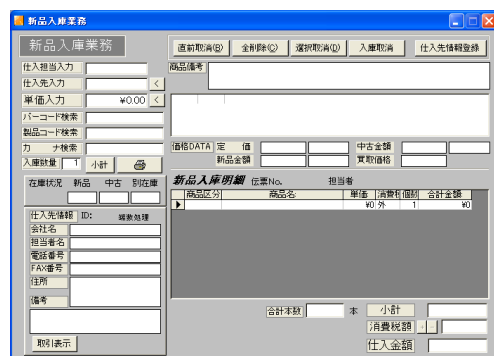 新品入庫業務
新品入庫業務
直前取消(B) 全削除(C) 選択取消(D) 入庫取消 仕入先情報登録
仕入担当入力
商品備考
仕入先入力 <
単価入力 ¥0.00 <
バーコード検索
製品コード検索
カナ検索
入庫数量 1 小計
価格DATA 定価 中古金額
新品金額 買取価格
在庫状況 新品 中古 別在庫
新品入庫明細 伝票No. 担当者
商品区分 商品名 単価 消費税 個数 合計金額
¥0 外 1 ¥0
仕入先情報 ID: 端数処理
会社名
担当者名
電話番号
FAX番号
住所
備考
取引表示
合計本数 本 小計
消費税額 + -
仕入金額